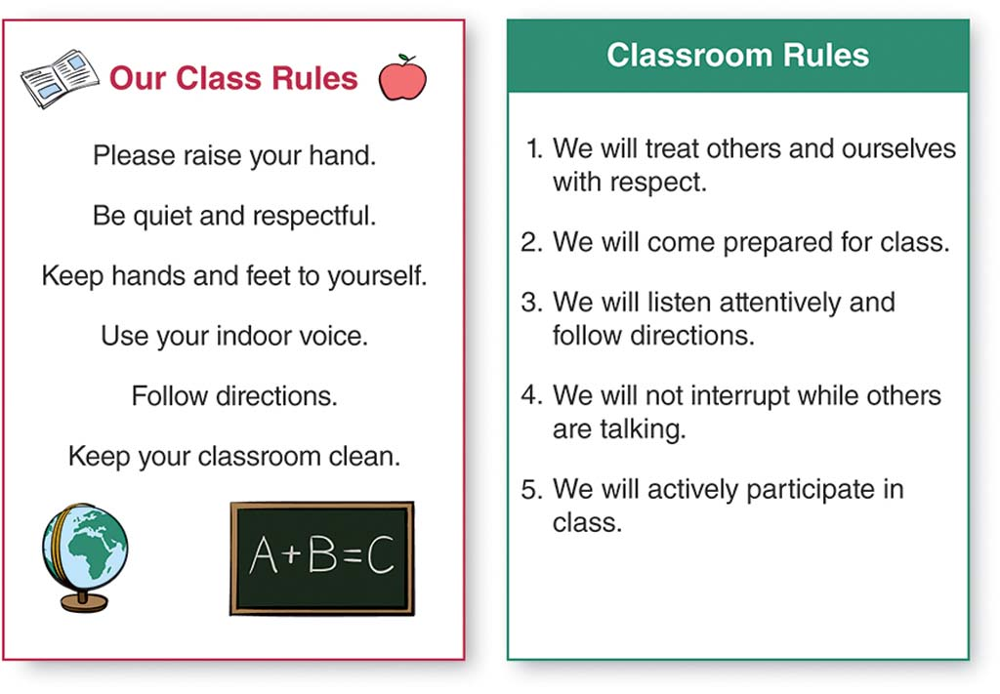 Our Class Rules
Please raise your hand.
Be quiet and respectful.
Keep hands and feet to yourself.
Use your indoor voice.
Follow directions.
Keep your classroom clean.
A+B=C
Classroom Rules
1. We will treat others and ourselves
with respect.
2. We will come prepared for class.
3. We will listen attentively and
follow directions.
4. We will not interrupt while others
are talking.
5. We will actively participate in
class.